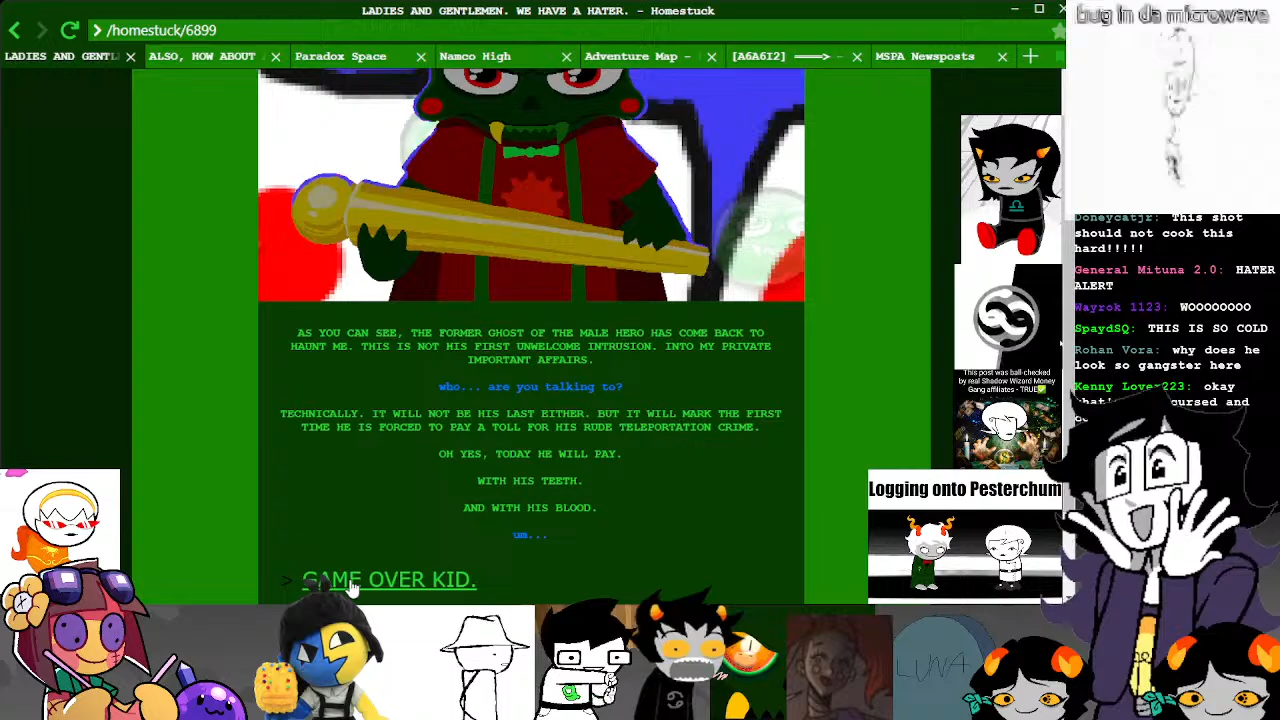 LADIES AND GENTLEMEN. WE HAVE A HATER. - Homestuck
bug in da microwave
/homestuck/6899
LADIES AND GENTL
ALSO, HOW ABOUT
Paradox Space
Namco High
Adventure Map -
[A6A6I2] ===> -
MSPA Newsposts
AS YOU CAN SEE, THE FORMER GHOST OF THE MALE HERO HAS COME BACK TO
HAUNT ME. THIS IS NOT HIS FIRST UNWELCOME INTRUSION. INTO MY PRIVATE
IMPORTANT AFFAIRS.
who... are you talking to?
TECHNICALLY. IT WILL NOT BE HIS LAST EITHER. BUT IT WILL MARK THE FIRST
TIME HE IS FORCED TO PAY A TOLL FOR HIS RUDE TELEPORTATION CRIME.
OH YES, TODAY HE WILL PAY.
WITH HIS TEETH.
AND WITH HIS BLOOD.
um...
> GAME OVER KID.
Doneycatjr: This shot
should not cook this
hard!!!!!
General Mituna 2.0: HATER
ALERT
Wayrok 1123: WOOOOOOOO
SpaydSQ: THIS IS SO COLD
Rohan Vora: why does he
look so gangster here
Kenny Lover223: okay
This post was ball-checked
by real Shadow Wizard Money
Gang affiliates - TRUE✅
Logging onto Pesterchum
LUNA